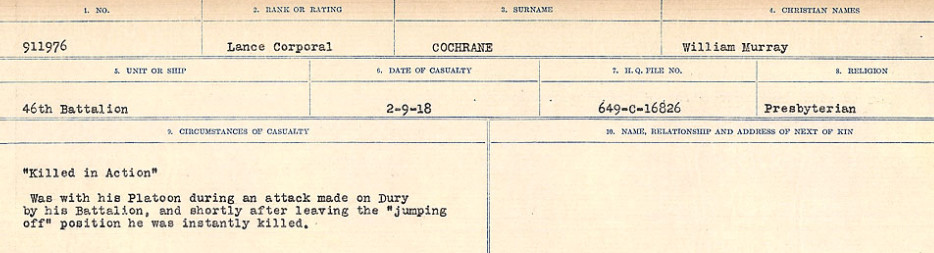 1. NO. 2. RANK OR RATING 3. SURNAME 4. CHRISTIAN NAMES
911976 Lance Corporal COCHRANE William Murray
5. UNIT OR SHIP 6. DATE OF CASUALTY 7. H. Q. FILE NO. 8. RELIGION
46th Battalion 2-9-18 649-C-16826 Presbyterian
9. CIRCUMSTANCES OF CASUALTY 10. NAME, RELATIONSHIP AND ADDRESS OF NEXT OF KIN
"Killed in Action"
Was with his Platoon during an attack made on Dury
by his Battalion, and shortly after leaving the "jumping
off" position he was instantly killed.